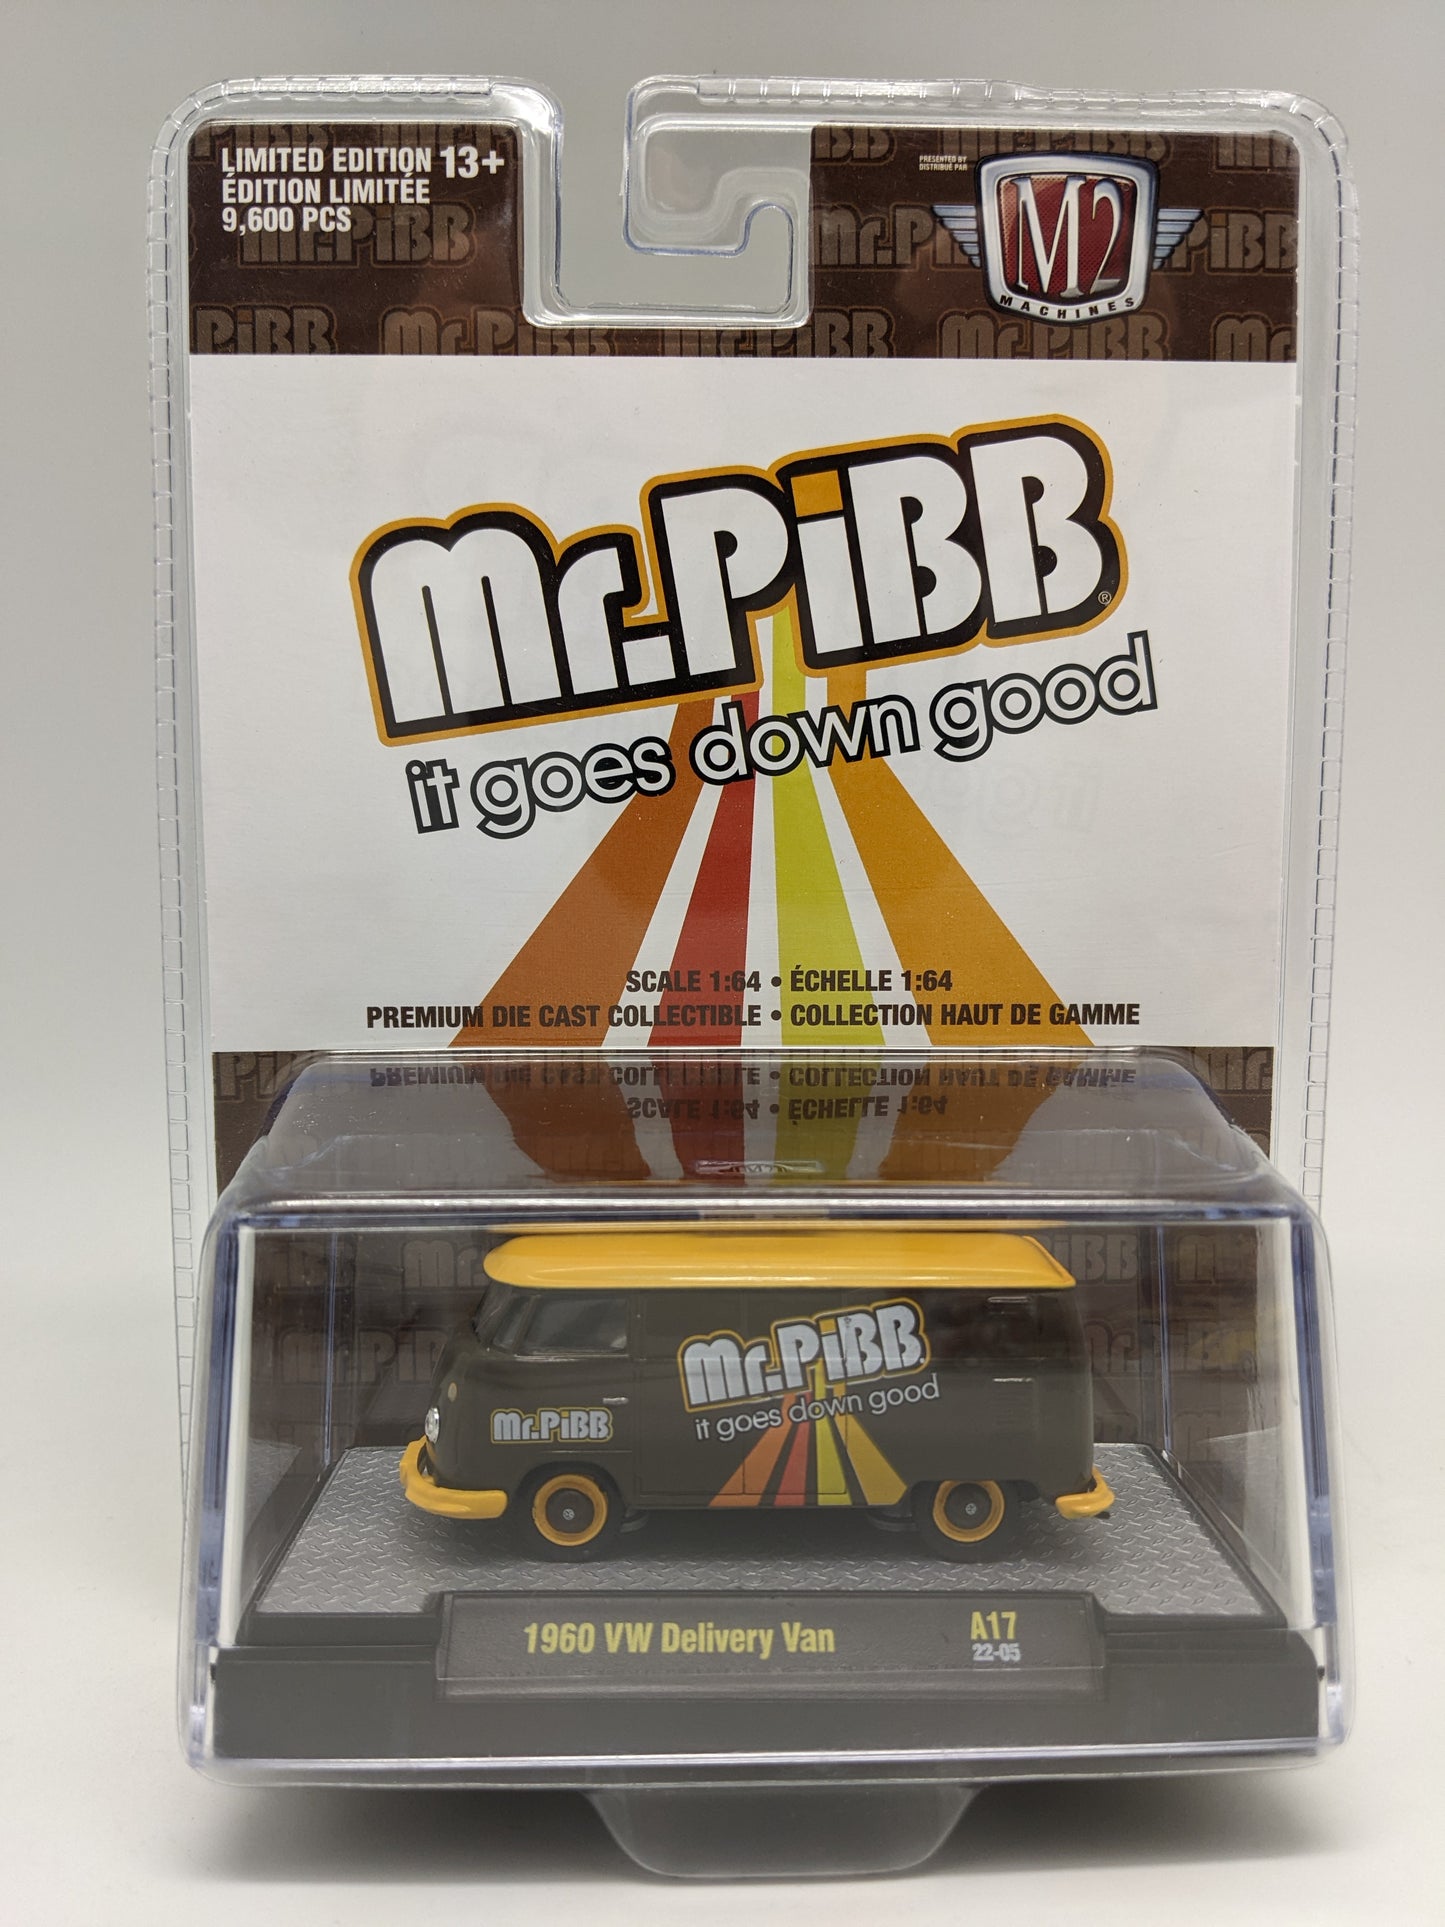 LIMITED EDITION 13+
ÉDITION LIMITÉE
9,600 PCS
PRESENTED BY
DISTRIBUÉ PAR
M2
MACHINES
Mr.PiBB®
it goes down good
SCALE 1:64 • ÉCHELLE 1:64
PREMIUM DIE CAST COLLECTIBLE • COLLECTION HAUT DE GAMME
Mr.PiBB
it goes down good
Mr.PiBB
1960 VW Delivery Van A17
22-05